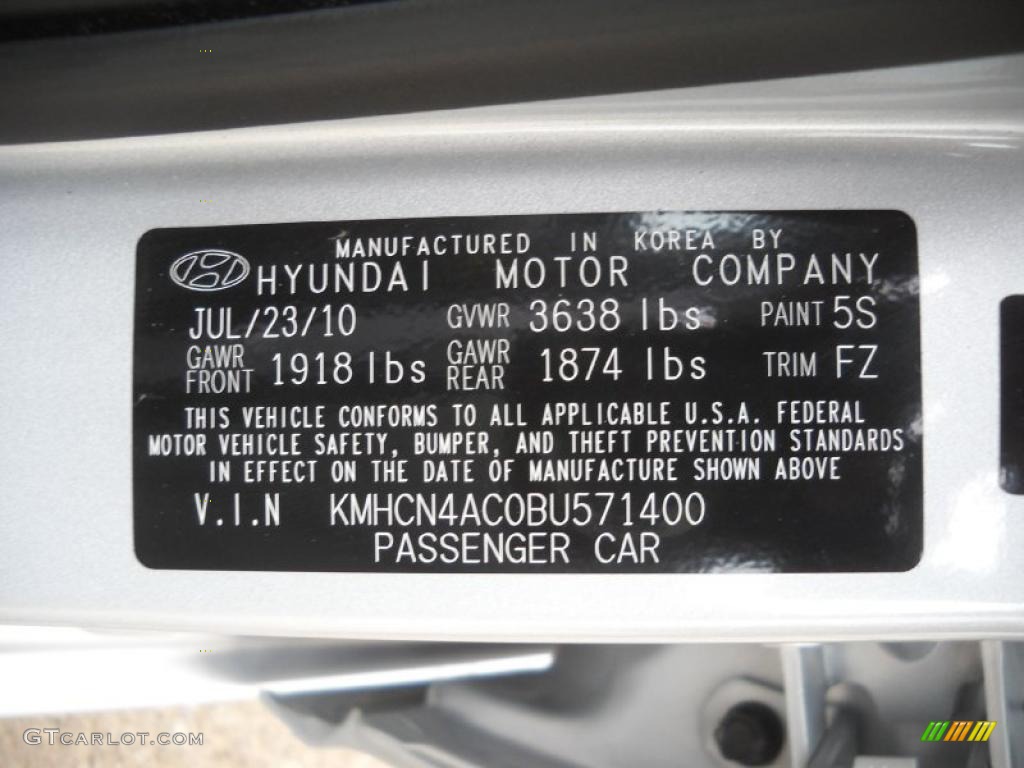 MANUFACTURED IN KOREA BY
HYUNDAI MOTOR COMPANY
JUL/23/10 GVWR 3638 lbs PAINT 5S
GAWR FRONT 1918 lbs GAWR REAR 1874 lbs TRIM FZ
THIS VEHICLE CONFORMS TO ALL APPLICABLE U.S.A. FEDERAL
MOTOR VEHICLE SAFETY, BUMPER, AND THEFT PREVENTION STANDARDS
IN EFFECT ON THE DATE OF MANUFACTURE SHOWN ABOVE
V.I.N KMHCN4AC0BU571400
PASSENGER CAR
GTCARLOT.COM